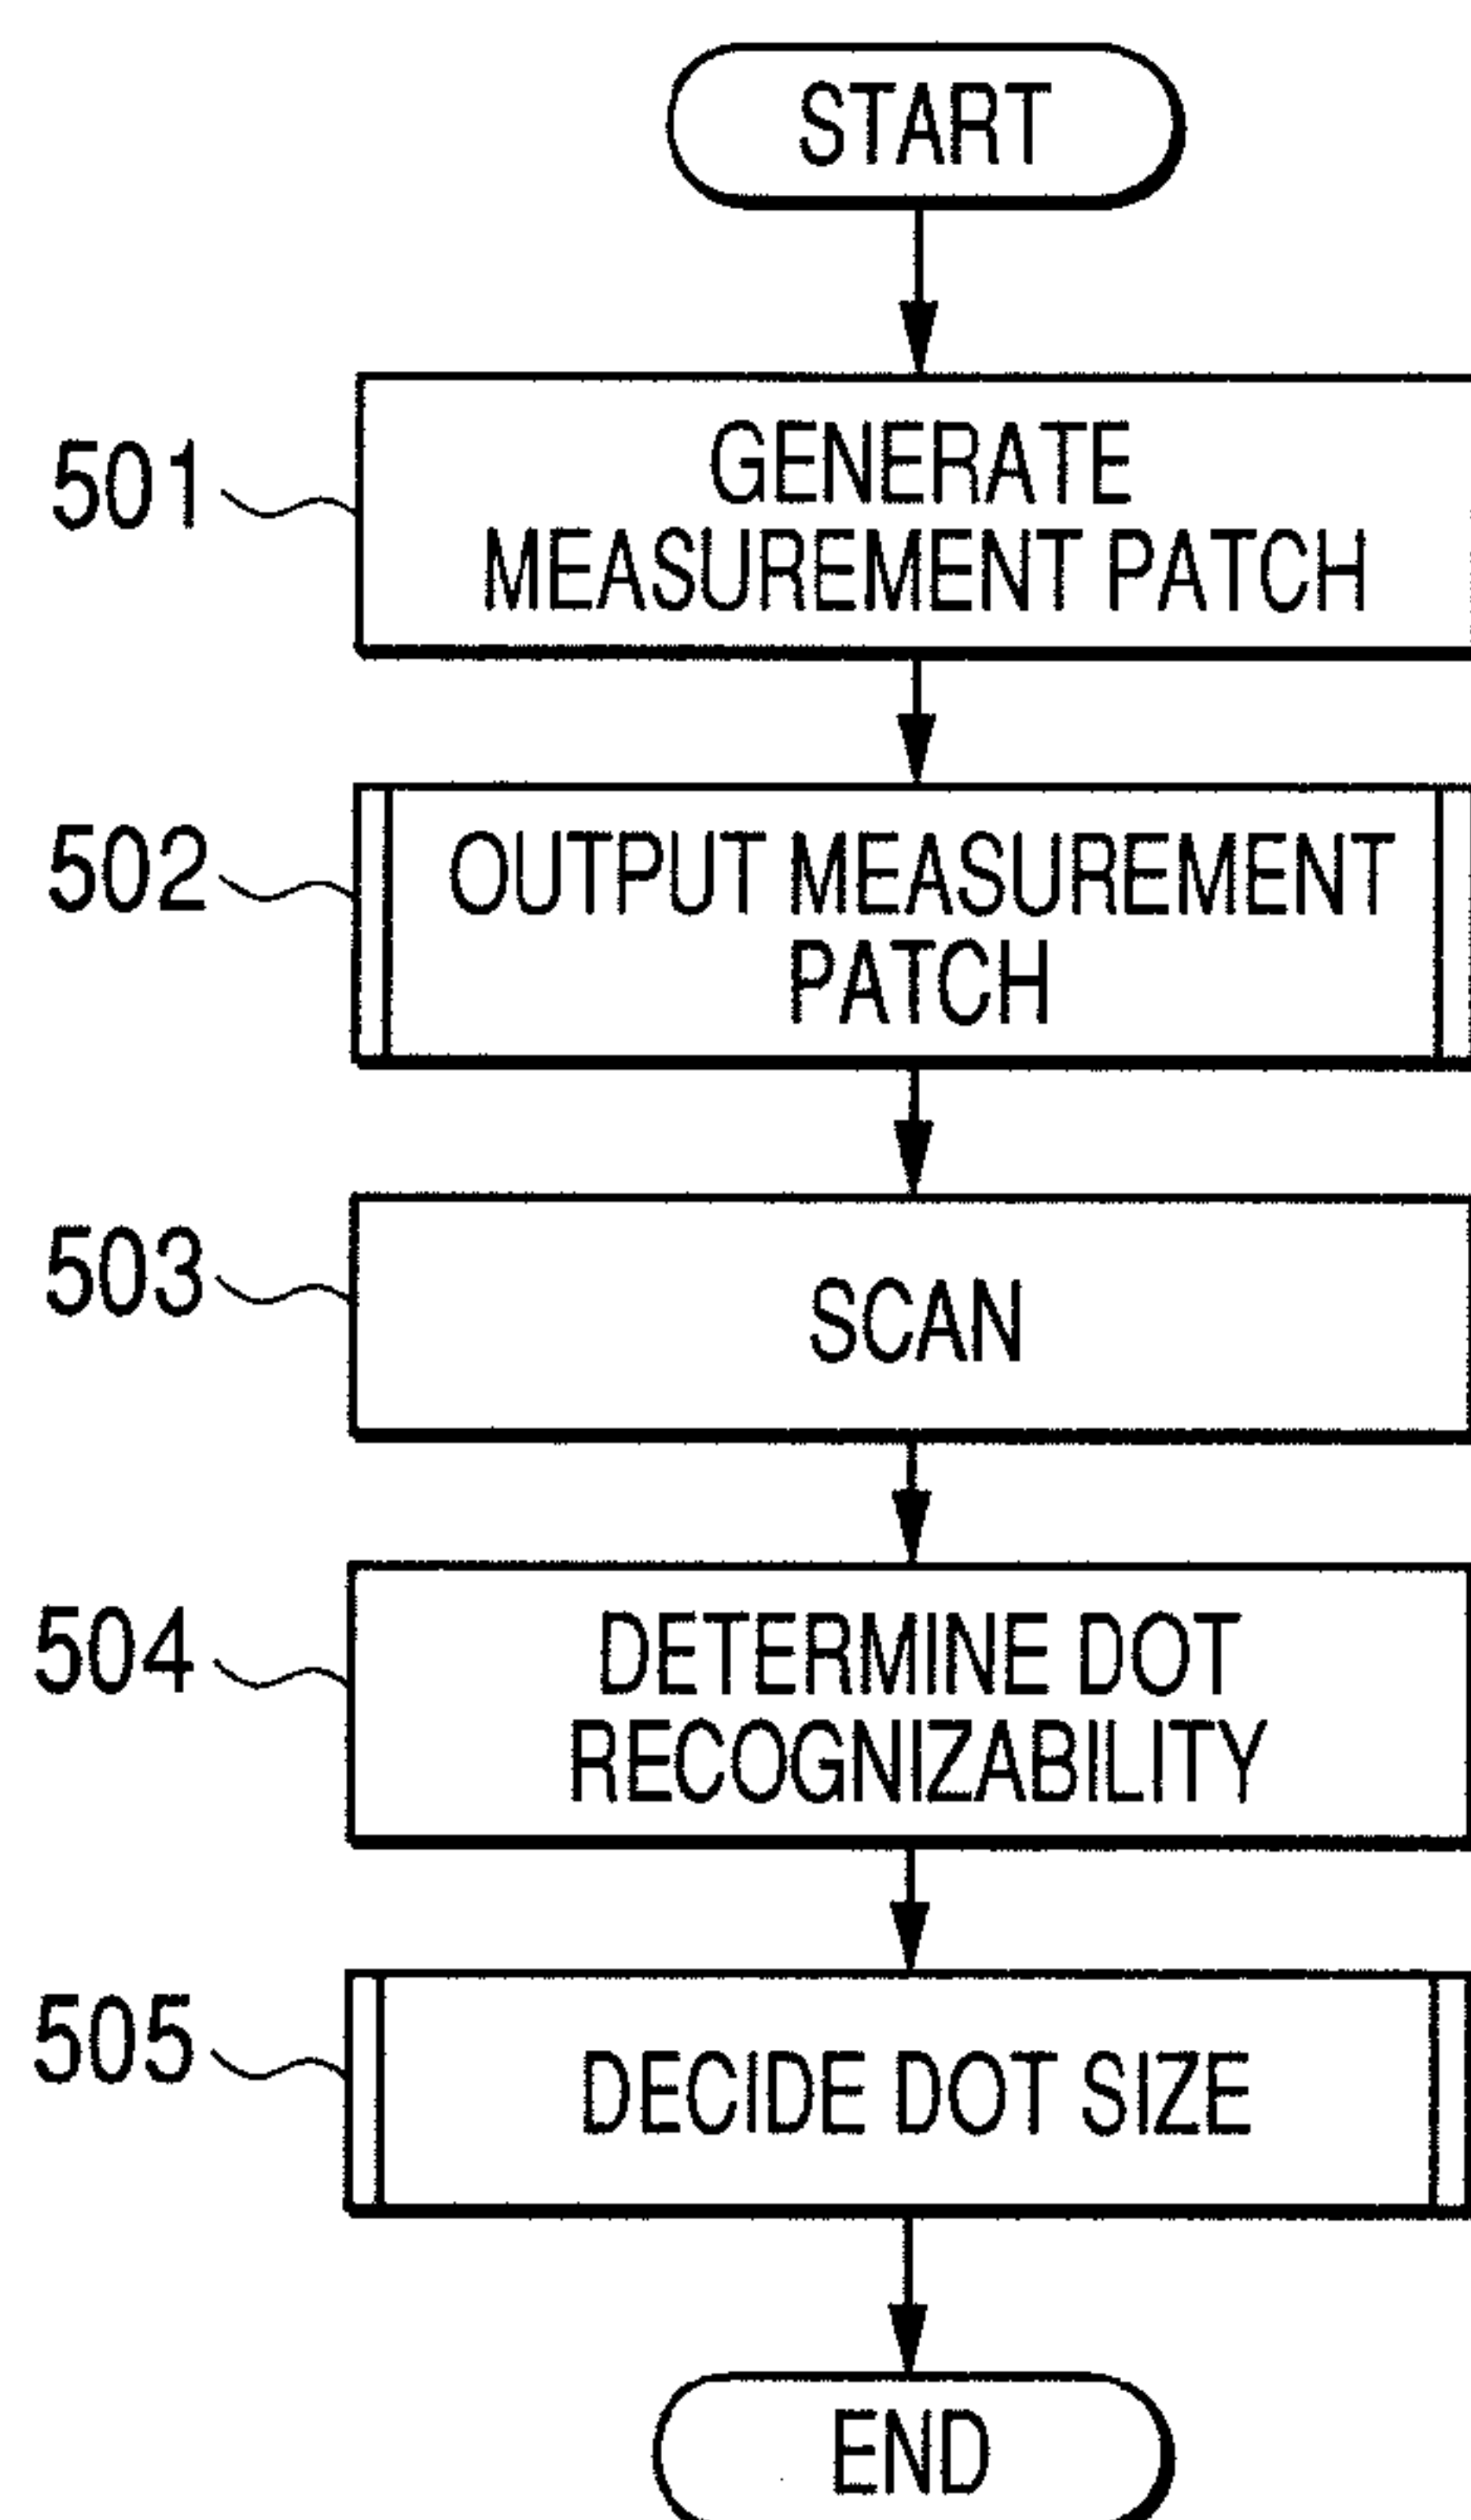 START
501
GENERATE
MEASUREMENT PATCH
502
OUTPUT MEASUREMENT
PATCH
503
SCAN
504
DETERMINE DOT
RECOGNIZABILITY
505
DECIDE DOT SIZE
END